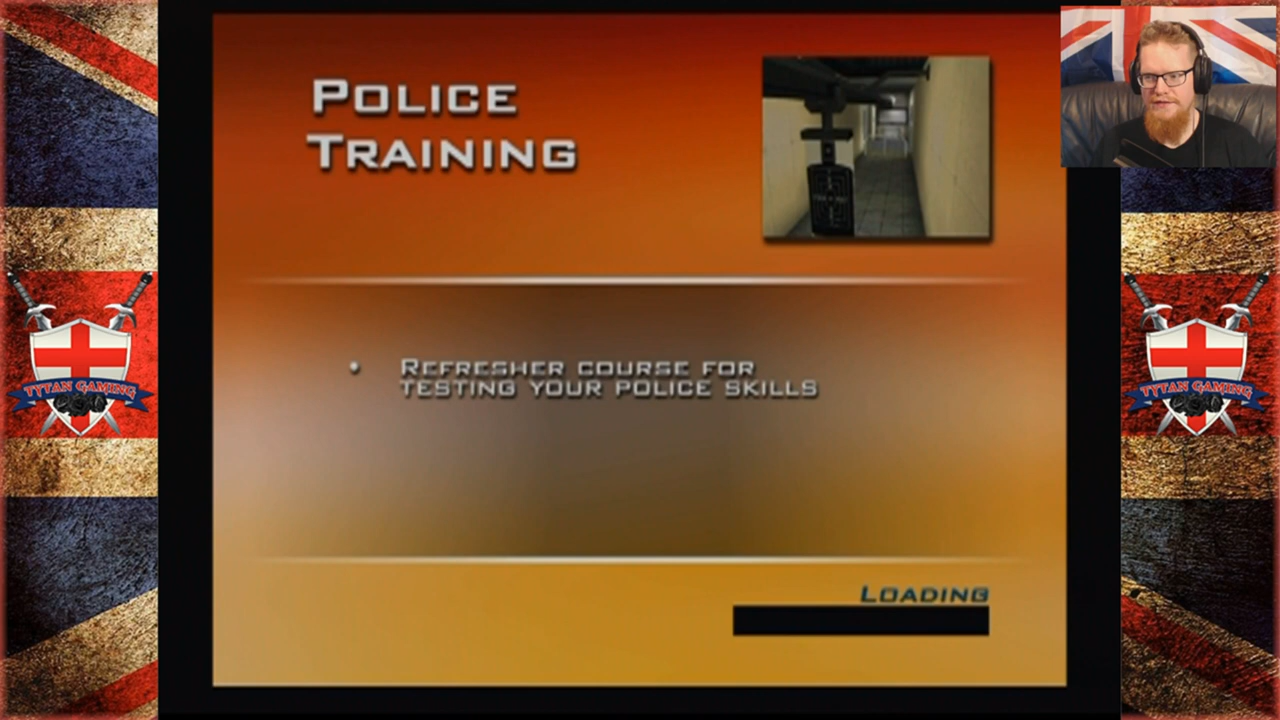 POLICE
TRAINING
• REFRESHER COURSE FOR
TESTING YOUR POLICE SKILLS
LOADING
TYTAN GAMING
TYTAN GAMING